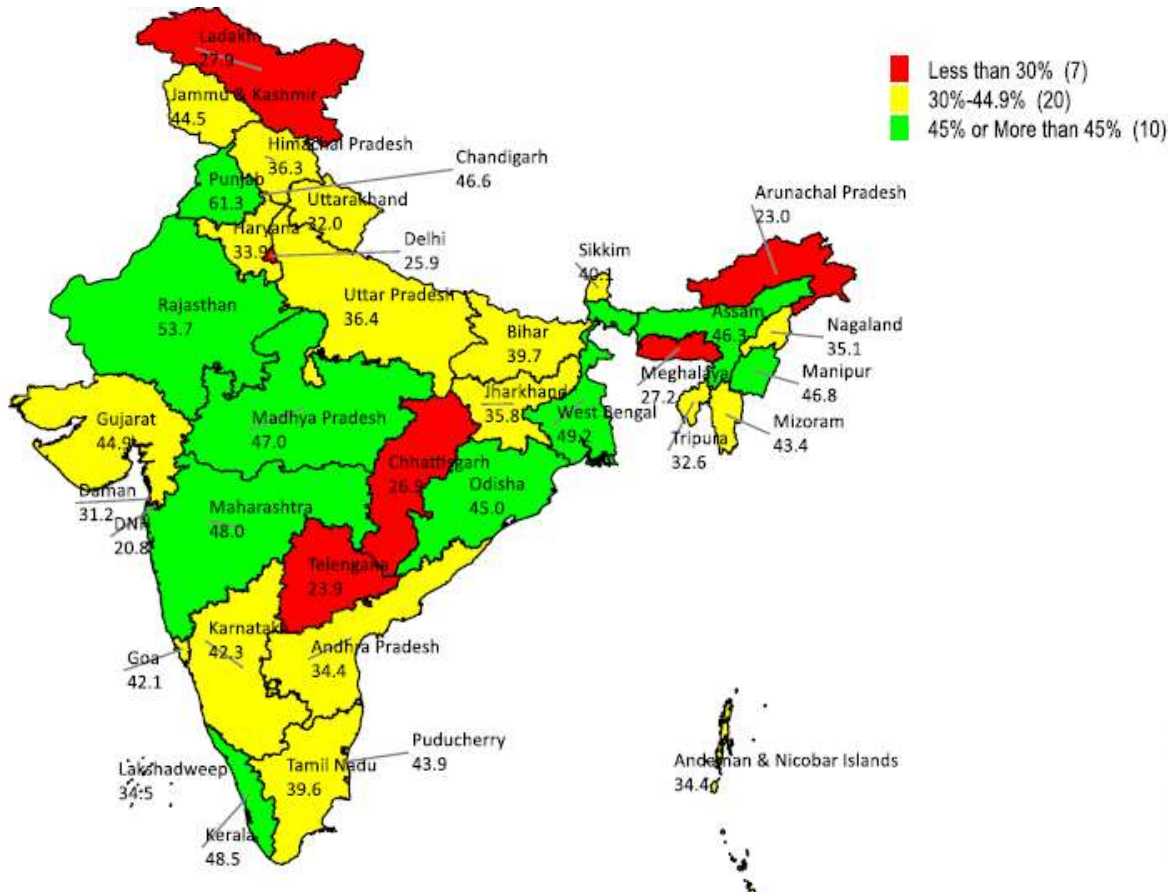 Ladakh
27.9
Less than 30% (7)
30%-44.9% (20)
45% or More than 45% (10)
Jammu & Kashmir
44.5
Himachal Pradesh
36.3
Chandigarh
46.6
Punjab
61.3
Uttarakhand
32.0
Arunachal Pradesh
23.0
Haryana
33.9
Delhi
25.9
Sikkim
40.1
Rajasthan
53.7
Uttar Pradesh
36.4
Bihar
39.7
Assam
46.3
Nagaland
35.1
Meghalaya
27.2
Manipur
46.8
Jharkhand
35.8
West Bengal
49.2
Gujarat
44.9
Madhya Pradesh
47.0
Tripura
32.6
Mizoram
43.4
Chhattisgarh
26.9
Odisha
45.0
Daman
31.2
DNH
20.8
Maharashtra
48.0
Telengana
23.9
Karnataka
42.3
Andhra Pradesh
34.4
Goa
42.1
Puducherry
43.9
Lakshadweep
34.5
Tamil Nadu
39.6
Andeman & Nicobar Islands
34.4
Kerala
48.5